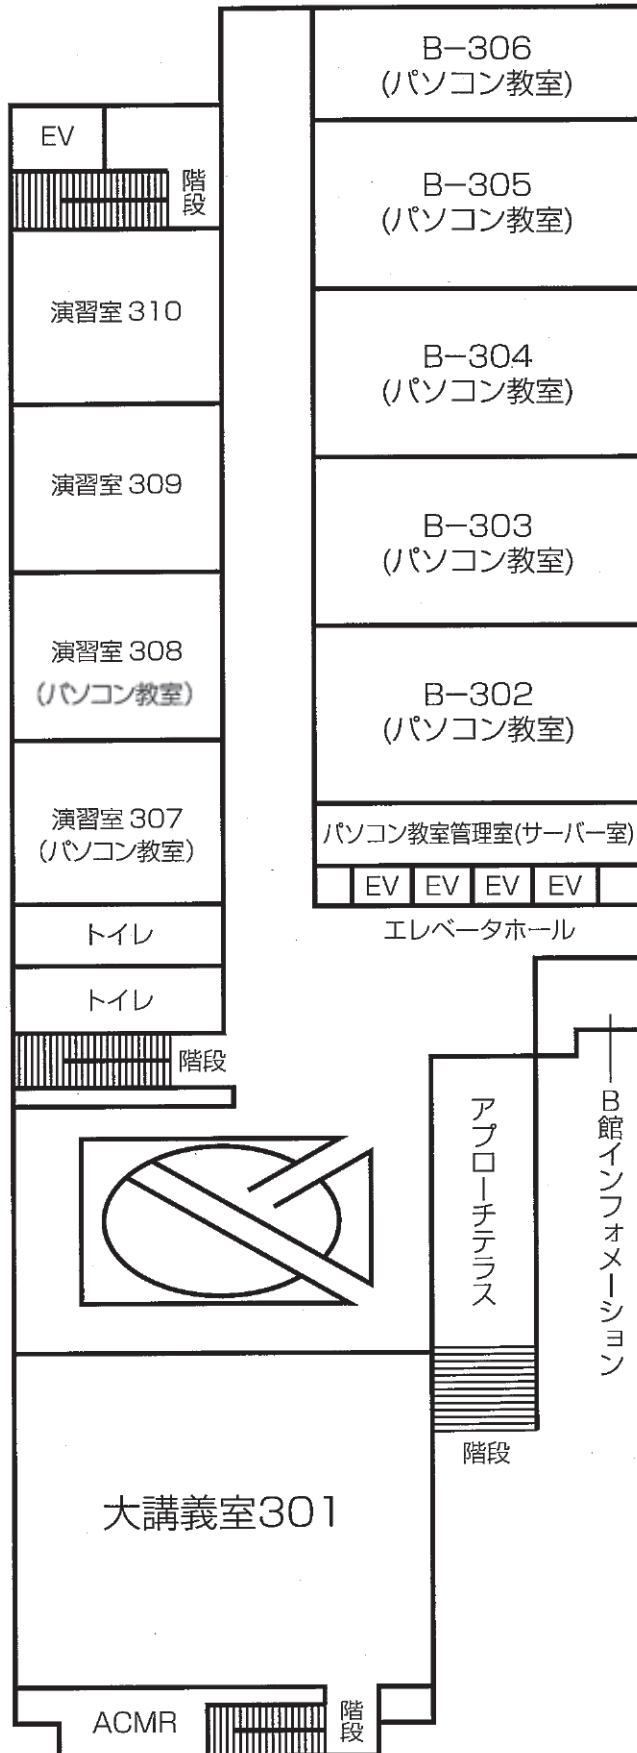 B-306
(パソコン教室)
EV
階段
B-305
(パソコン教室)
演習室 310
B-304
(パソコン教室)
演習室 309
B-303
(パソコン教室)
演習室 308
(パソコン教室)
B-302
(パソコン教室)
演習室 307
(パソコン教室)
パソコン教室管理室(サーバー室)
EV EV EV EV
トイレ
エレベータホール
トイレ
階段
アプローチテラス
B館インフォメーション
階段
大講義室301
ACMR
階段